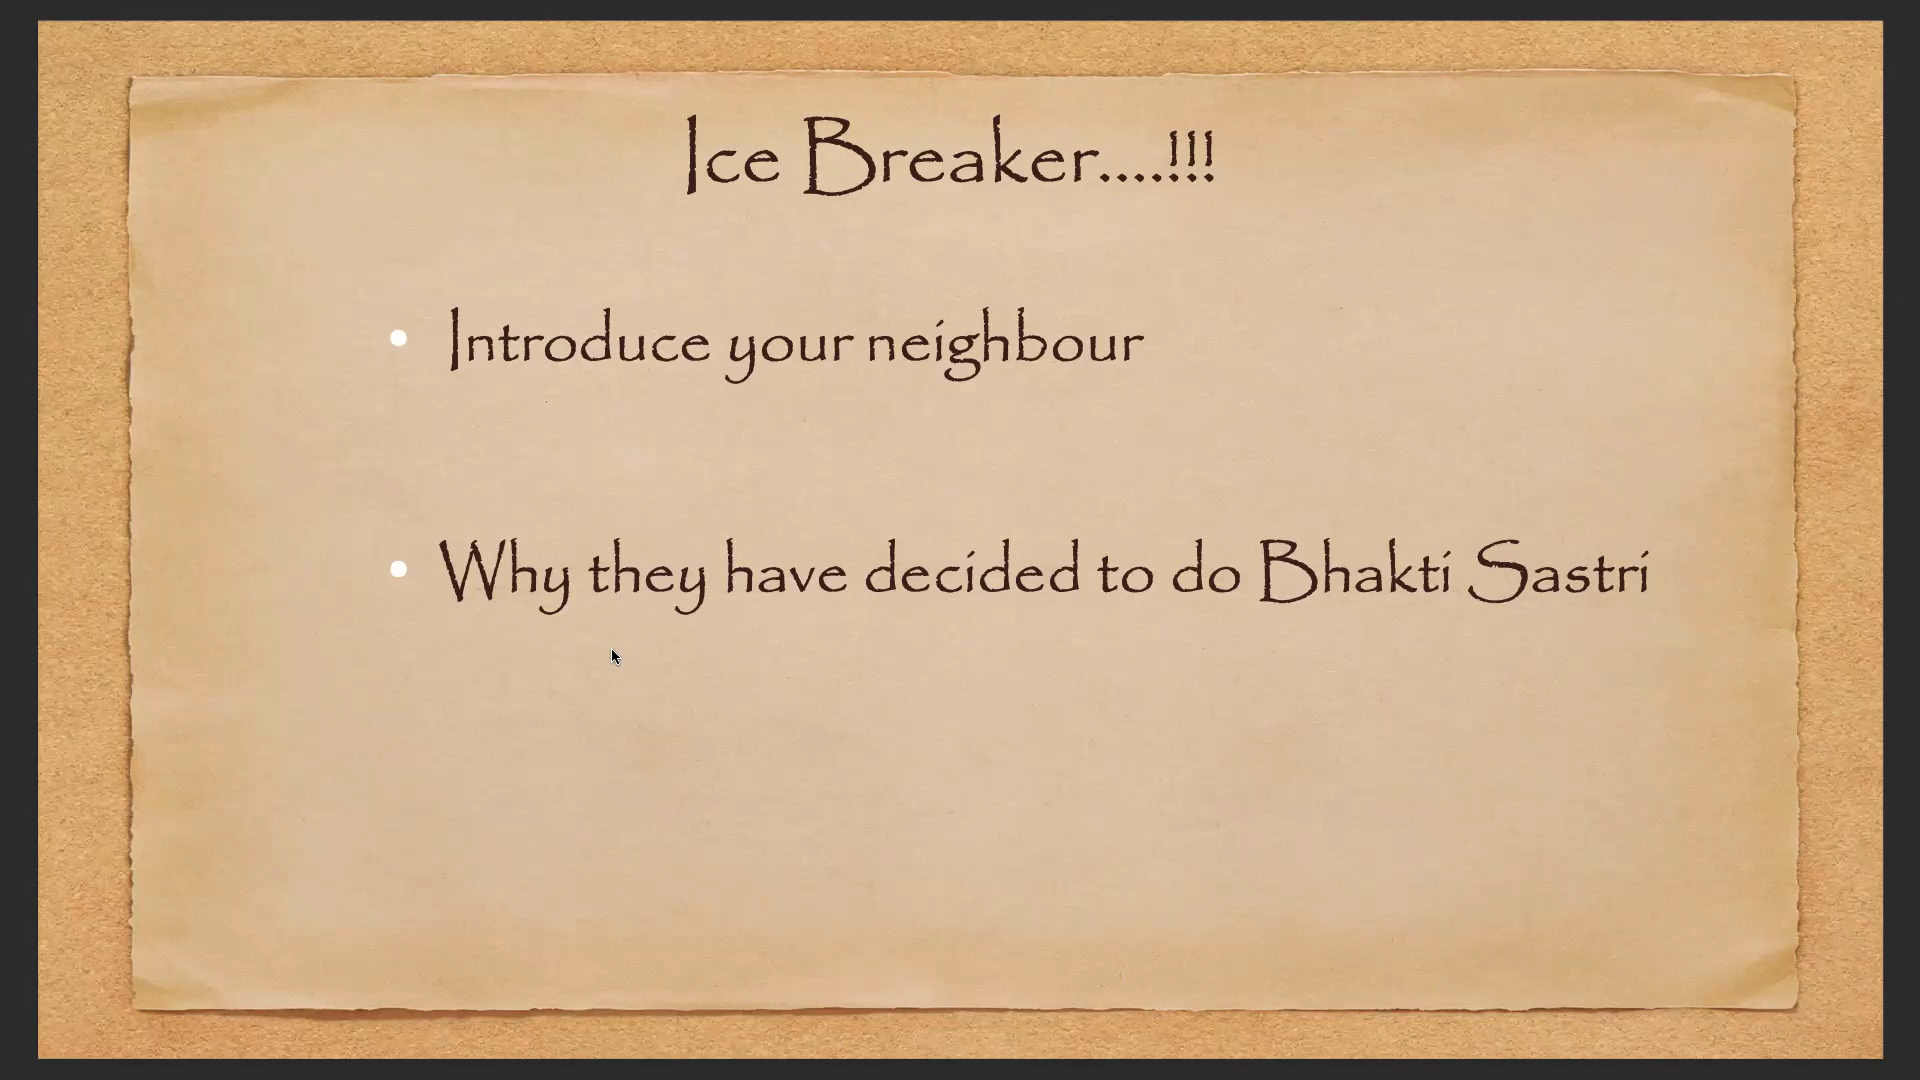 Ice Breaker....!!!
• Introduce your neighbour
• Why they have decided to do Bhakti Sastri